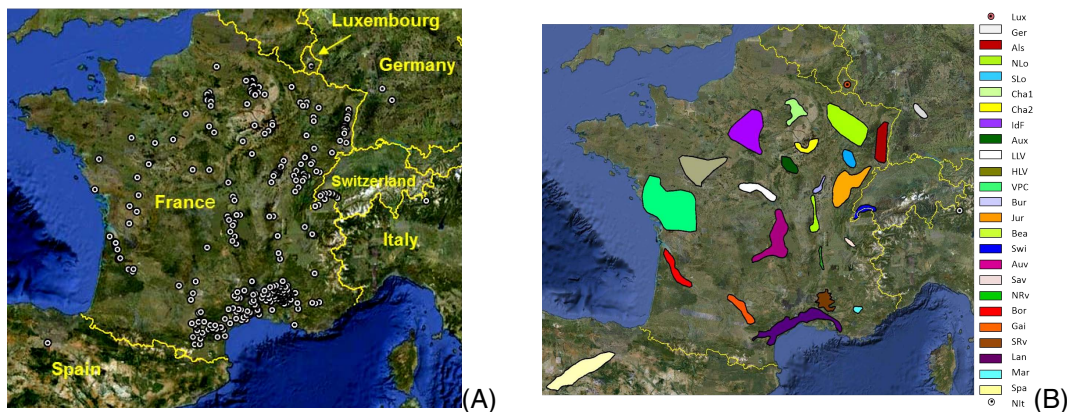 Luxembourg
Germany
Switzerland
France
Italy
Spain
(A)
Lux
Ger
Als
NLo
SLo
Cha1
Cha2
IdF
Aux
LLV
HLV
VPC
Bur
Jur
Bea
Swi
Auv
Sav
NRv
Bor
Gai
SRv
Lan
Mar
Spa
NIt
(B)